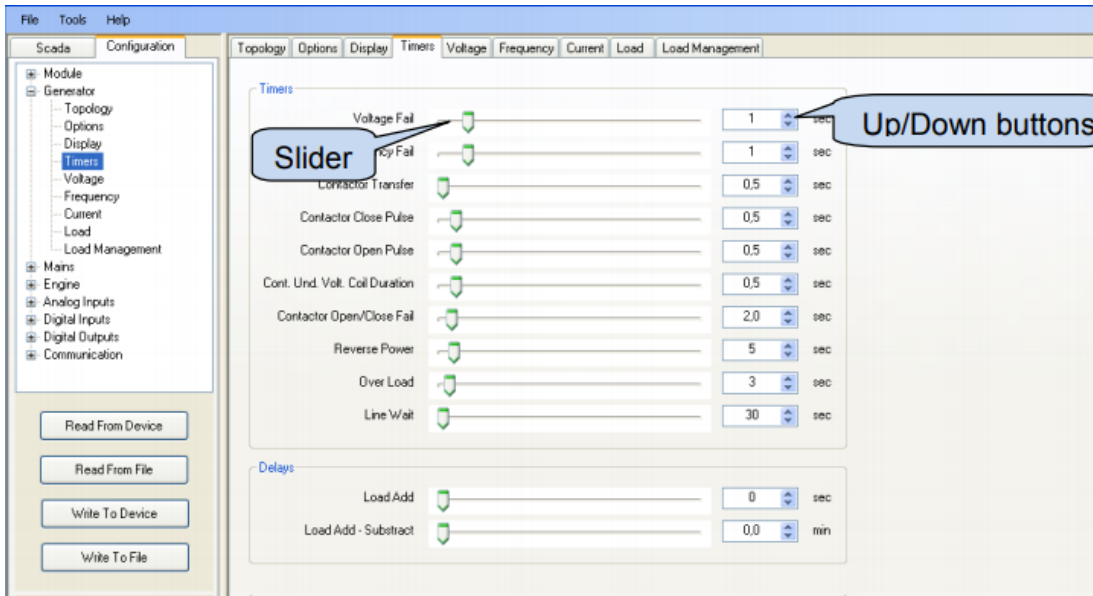 File Tools Help
Scada Configuration
Topology Options Display Timers Voltage Frequency Current Load Load Management
Module
Generator
Topology
Options
Display
Timers
Voltage
Frequency
Current
Load
Load Management
Mains
Engine
Analog Inputs
Digital Inputs
Digital Outputs
Communication
Read From Device
Read From File
Write To Device
Write To File
Timers
Voltage Fail 1 sec
Slider
Up/Down buttons
Fail 1 sec
Contactor Transfer 0,5 sec
Contactor Close Pulse 0,5 sec
Contactor Open Pulse 0,5 sec
Cont. Und. Volt. Coil Duration 0,5 sec
Contactor Open/Close Fail 2,0 sec
Reverse Power 5 sec
Over Load 3 sec
Line Wait 30 sec
Delays
Load Add 0 sec
Load Add - Substract 0,0 min